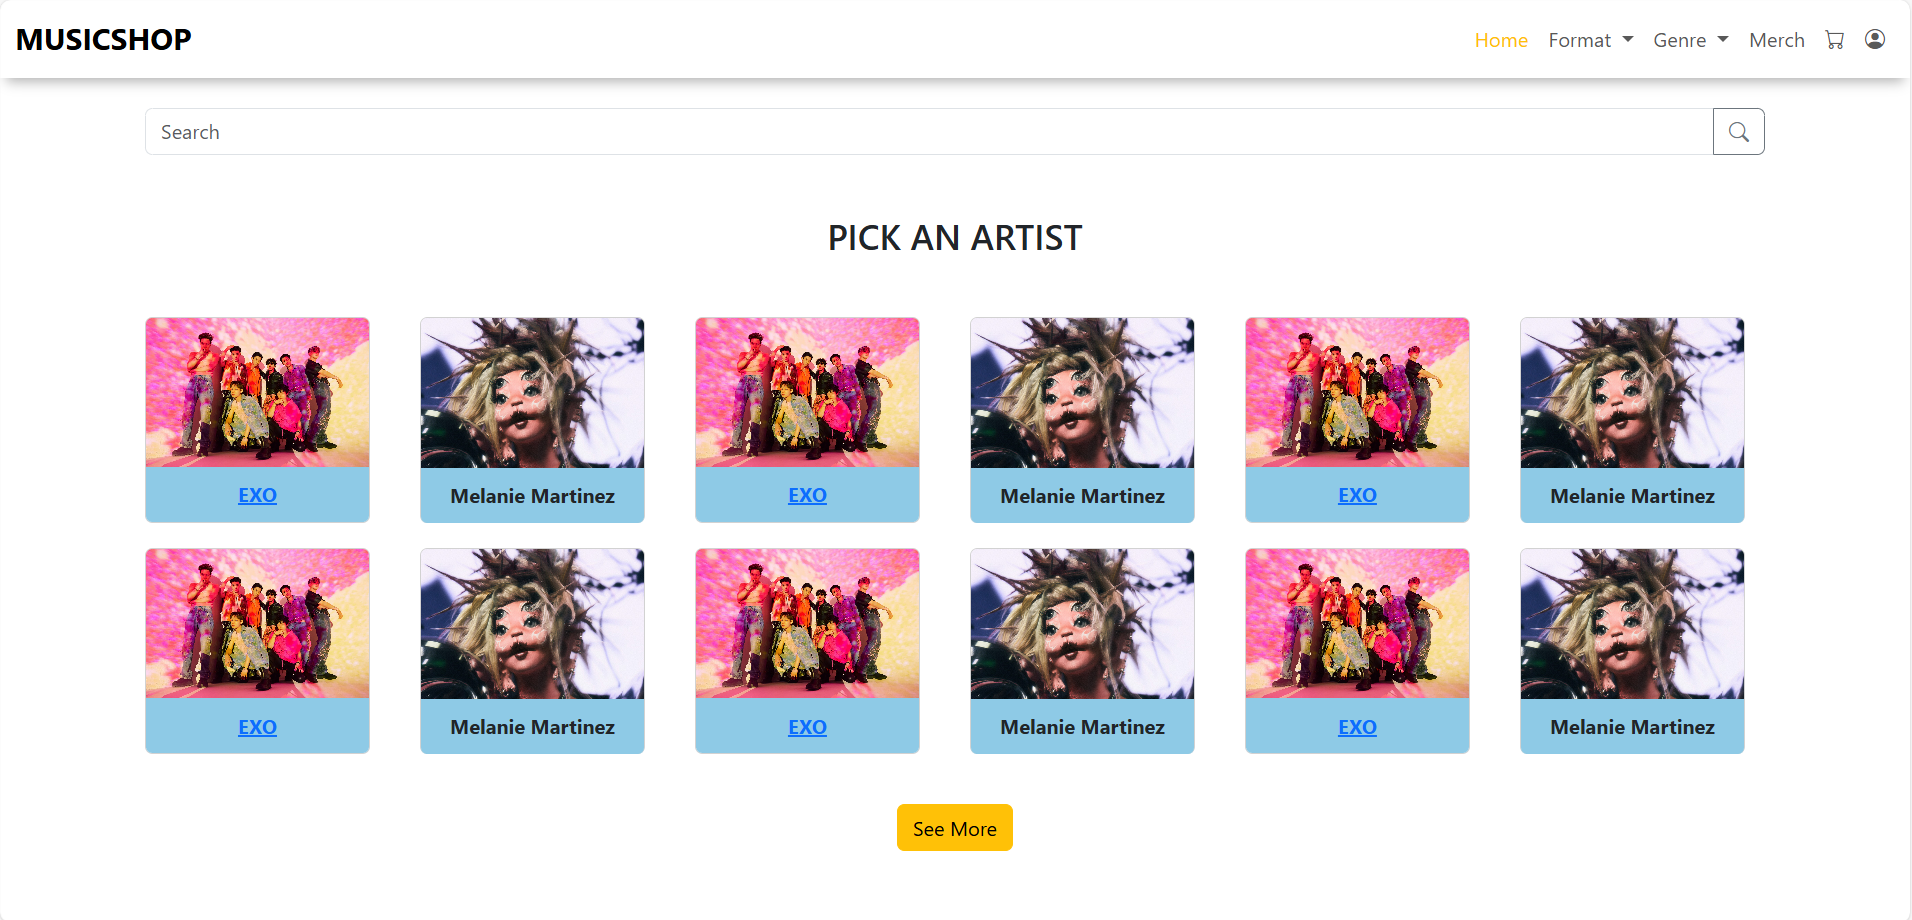 MUSICSHOP
Home Format Genre Merch
Search
PICK AN ARTIST
EXO Melanie Martinez EXO Melanie Martinez EXO Melanie Martinez
EXO Melanie Martinez EXO Melanie Martinez EXO Melanie Martinez
See More